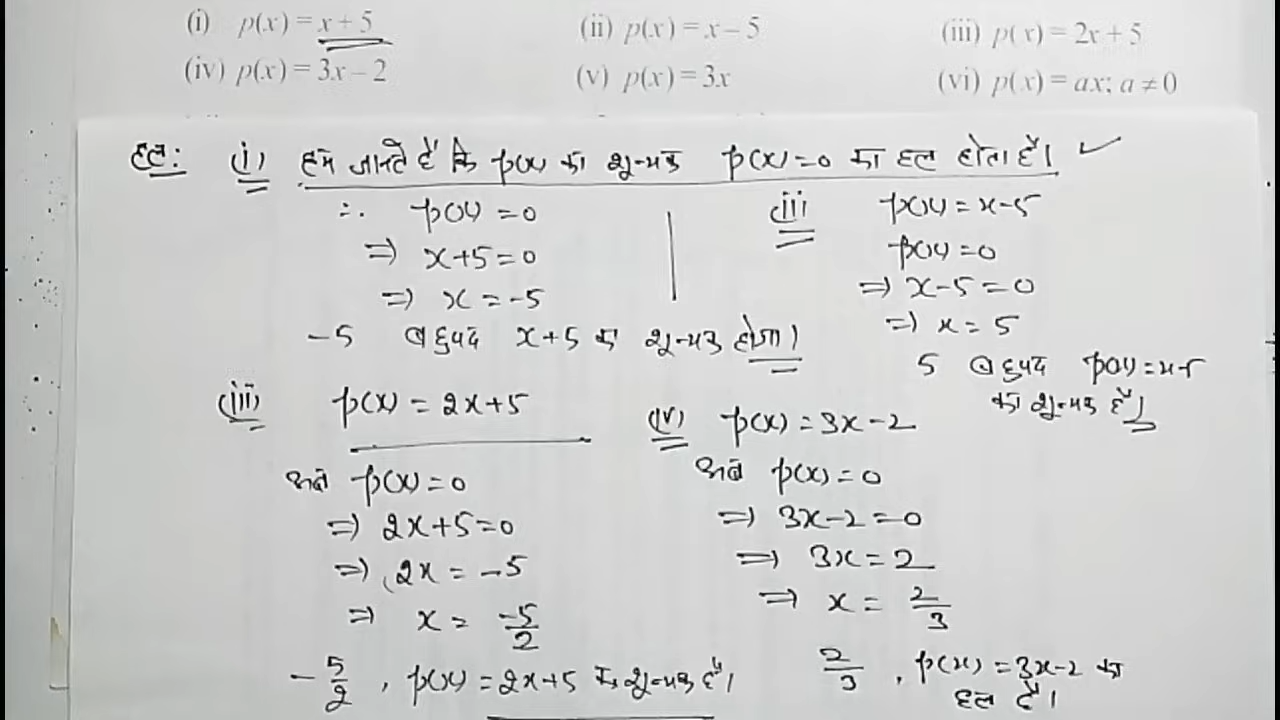 (i) p(x) = x + 5 (ii) p(x) = x – 5 (iii) p(x) = 2x + 5
(iv) p(x) = 3x – 2 (v) p(x) = 3x (vi) p(x) = ax; a ≠ 0
हल: (i) हम जानते हैं कि p(x) का शून्यक p(x)=0 का हल होता है। ✓
∴ p(x) = 0
⇒ x+5 = 0
⇒ x = -5
-5 बहुपद x+5 का शून्यक होगा।
(ii) p(x) = x-5
p(x) = 0
⇒ x-5 = 0
⇒ x = 5
5 बहुपद p(x) = x-5
का शून्यक है।
(iii) p(x) = 2x+5
अब p(x) = 0
⇒ 2x+5 = 0
⇒ 2x = -5
⇒ x = -5/2
-5/2, p(x) = 2x+5 का शून्यक है।
(iv) p(x) = 3x-2
अब p(x) = 0
⇒ 3x-2 = 0
⇒ 3x = 2
⇒ x = 2/3
2/3, p(x) = 3x-2 का
हल है।